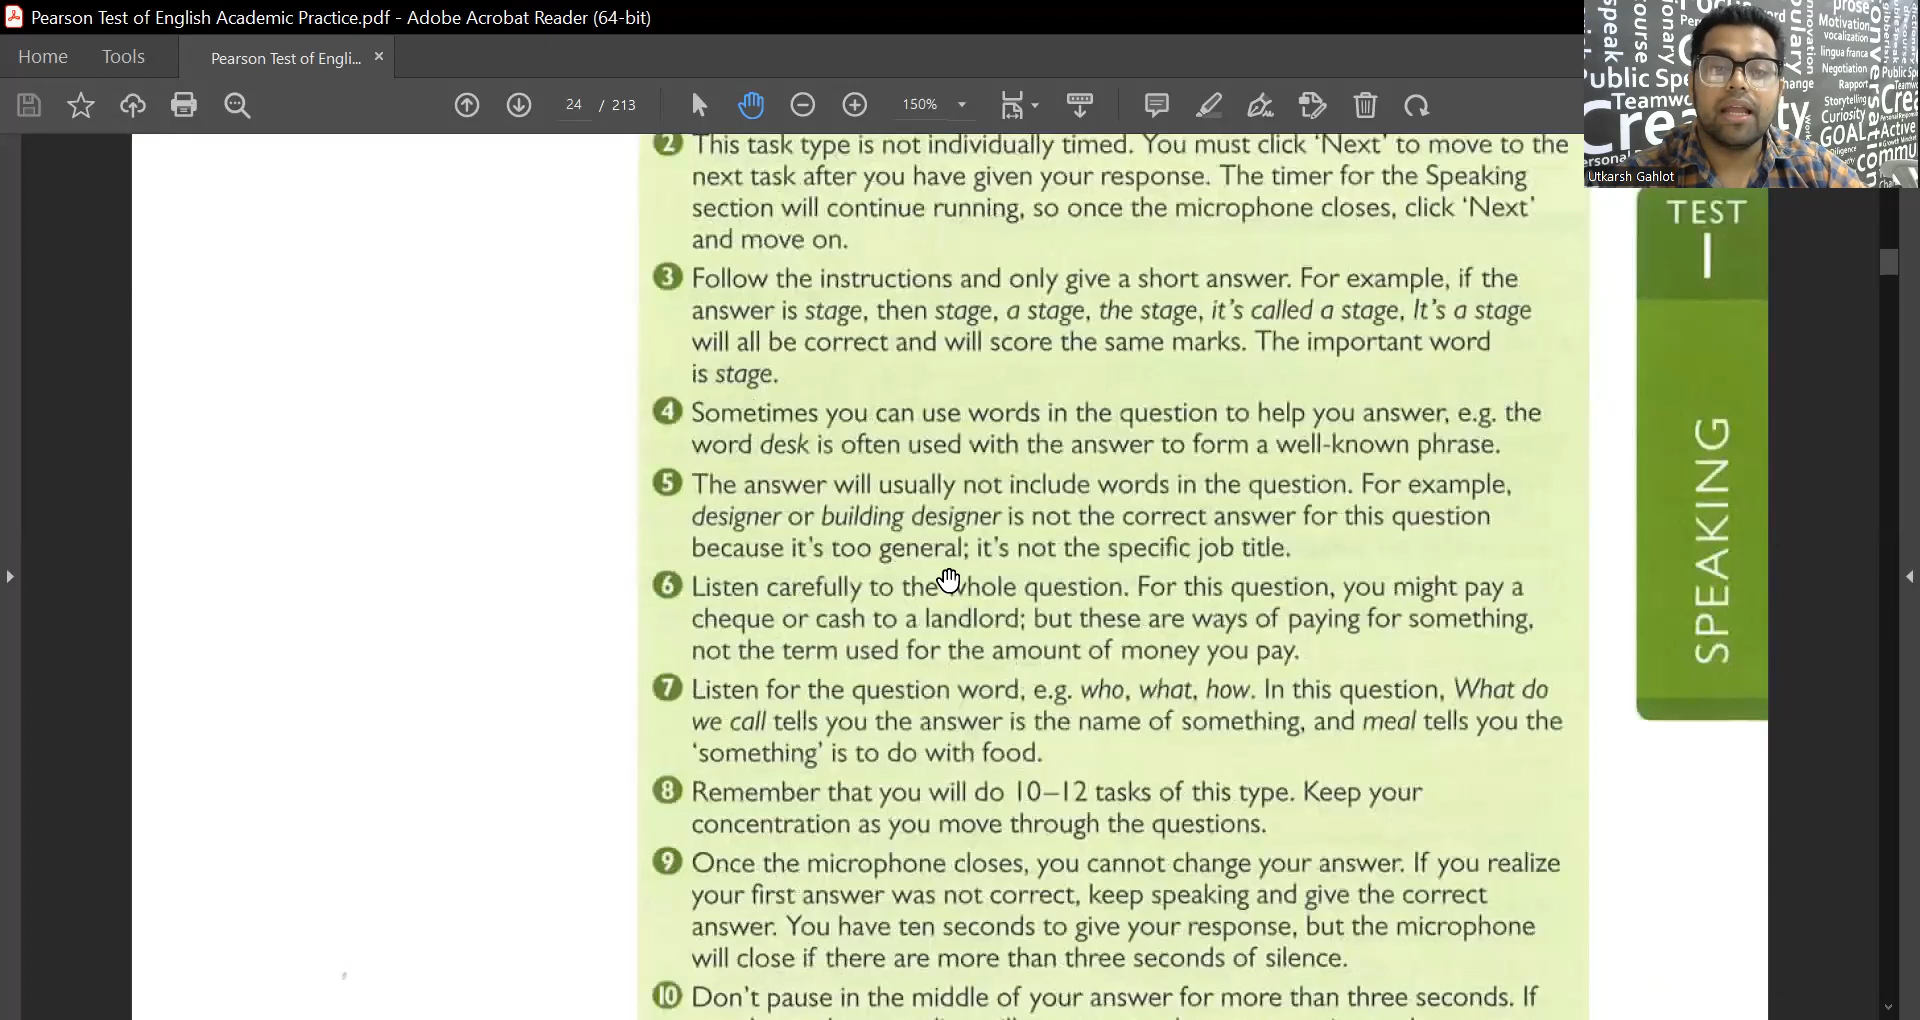 Pearson Test of English Academic Practice.pdf - Adobe Acrobat Reader (64-bit)
Home
Tools
Pearson Test of Engli...
24 / 213
150%
2 This task type is not individually timed. You must click ‘Next’ to move to the
next task after you have given your response. The timer for the Speaking
section will continue running, so once the microphone closes, click ‘Next’
and move on.
3 Follow the instructions and only give a short answer. For example, if the
answer is stage, then stage, a stage, the stage, it’s called a stage, It’s a stage
will all be correct and will score the same marks. The important word
is stage.
4 Sometimes you can use words in the question to help you answer, e.g. the
word desk is often used with the answer to form a well-known phrase.
5 The answer will usually not include words in the question. For example,
designer or building designer is not the correct answer for this question
because it’s too general; it’s not the specific job title.
6 Listen carefully to the whole question. For this question, you might pay a
cheque or cash to a landlord; but these are ways of paying for something,
not the term used for the amount of money you pay.
7 Listen for the question word, e.g. who, what, how. In this question, What do
we call tells you the answer is the name of something, and meal tells you the
‘something’ is to do with food.
8 Remember that you will do 10–12 tasks of this type. Keep your
concentration as you move through the questions.
9 Once the microphone closes, you cannot change your answer. If you realize
your first answer was not correct, keep speaking and give the correct
answer. You have ten seconds to give your response, but the microphone
will close if there are more than three seconds of silence.
10 Don’t pause in the middle of your answer for more than three seconds. If
TEST
1
SPEAKING
Utkarsh Gahlot
speak
prose
Motivation
vocalization
lingua franca
Negotiation
Rapport
Storytelling
Curiosity
GOAL
Active